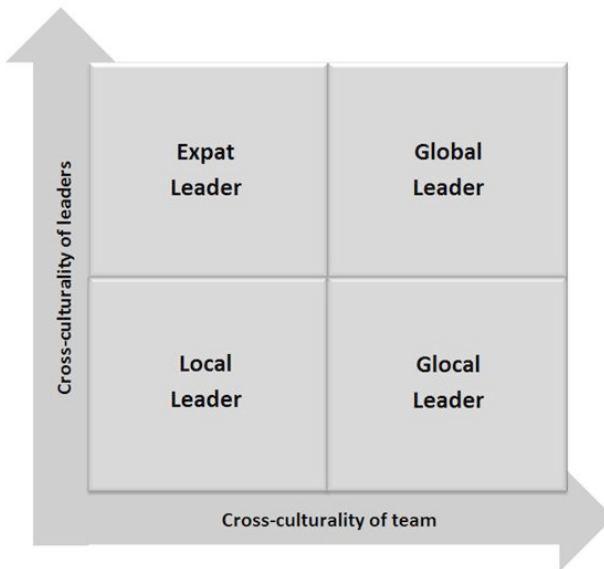 Cross-culturality of leaders
Expat
Leader
Global
Leader
Local
Leader
Glocal
Leader
Cross-culturality of team